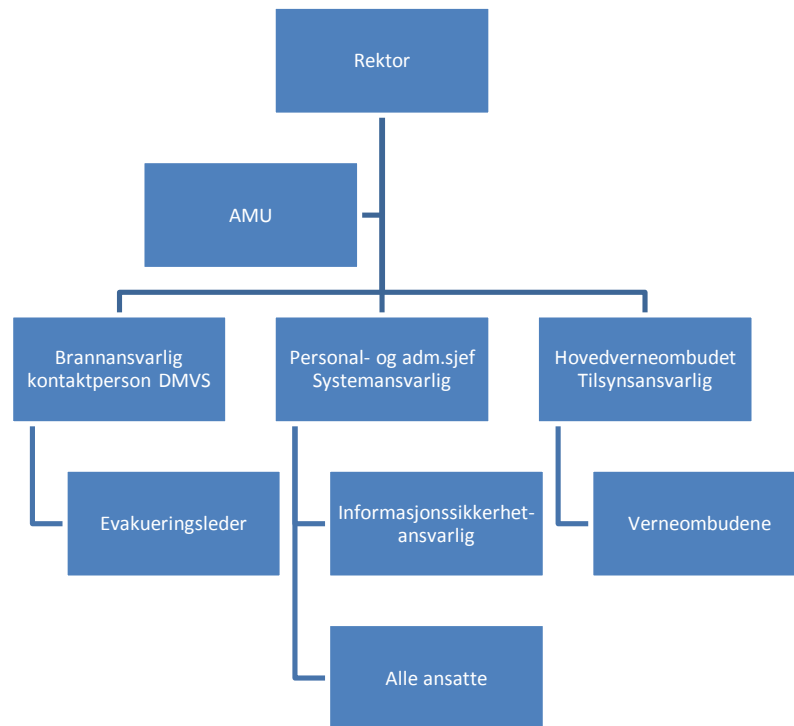 Rektor
AMU
Brannansvarlig
kontaktperson DMVS
Personal- og adm.sjef
Systemansvarlig
Hovedverneombudet
Tilsynsansvarlig
Evakueringsleder
Informasjonssikkerhet-
ansvarlig
Verneombudene
Alle ansatte